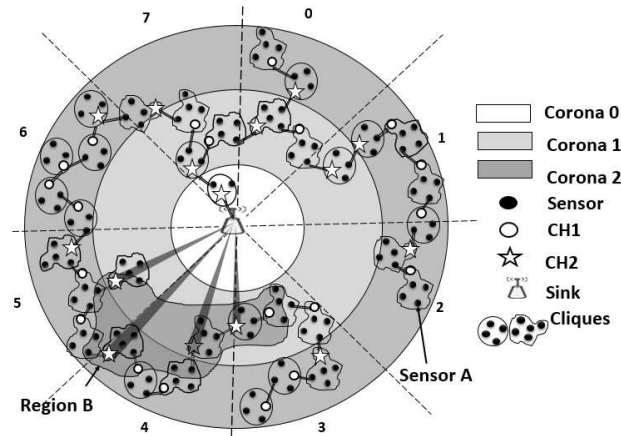 7
0
6
1
Corona 0
Corona 1
Corona 2
Sensor
CH1
CH2
Sink
Cliques
5
2
Sensor A
Region B
4
3